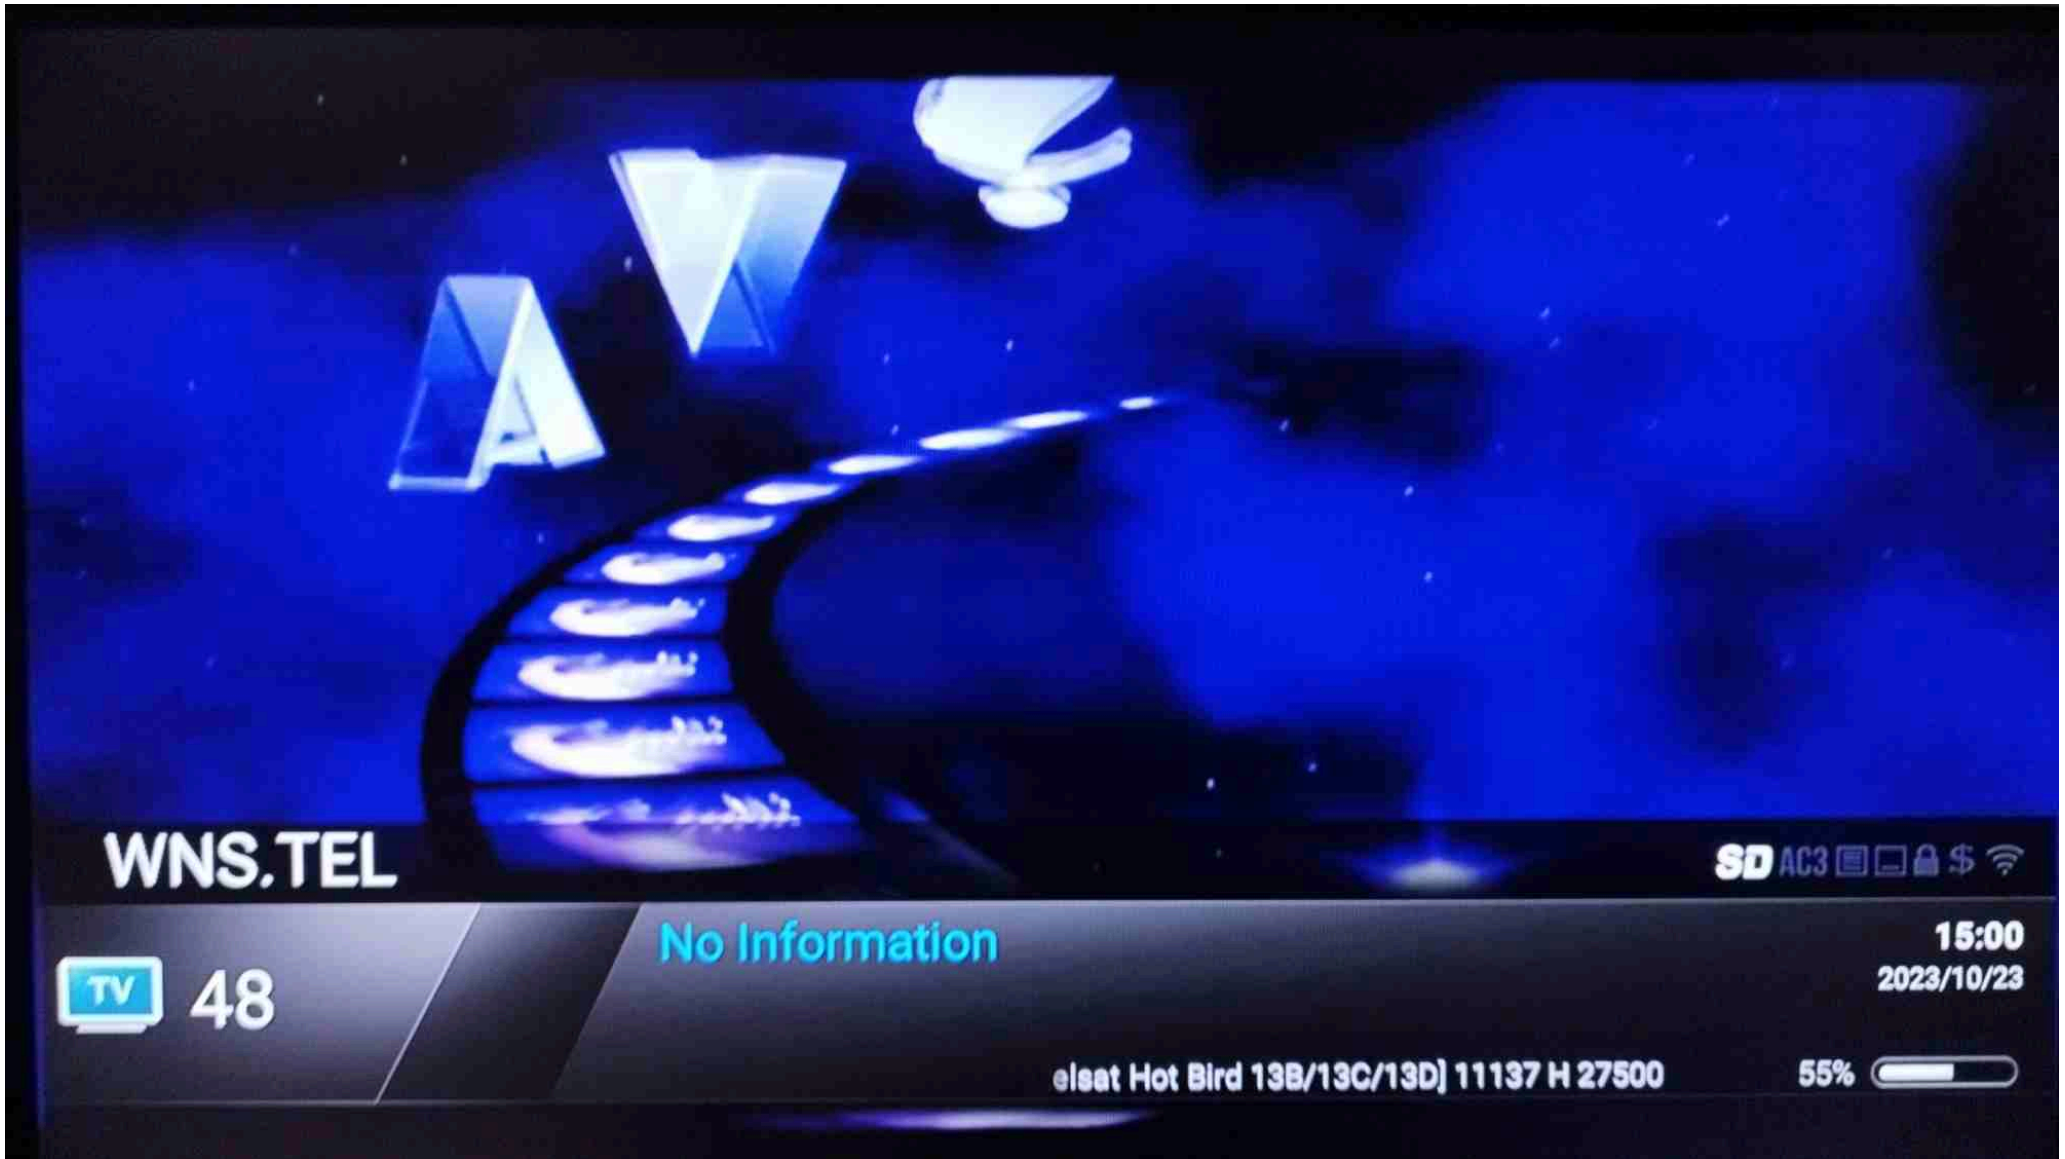 A
V
WNS.TEL
SD AC3 $
No Information
15:00
TV 48
2023/10/23
elsat Hot Bird 13B/13C/13D] 11137 H 27500
55%